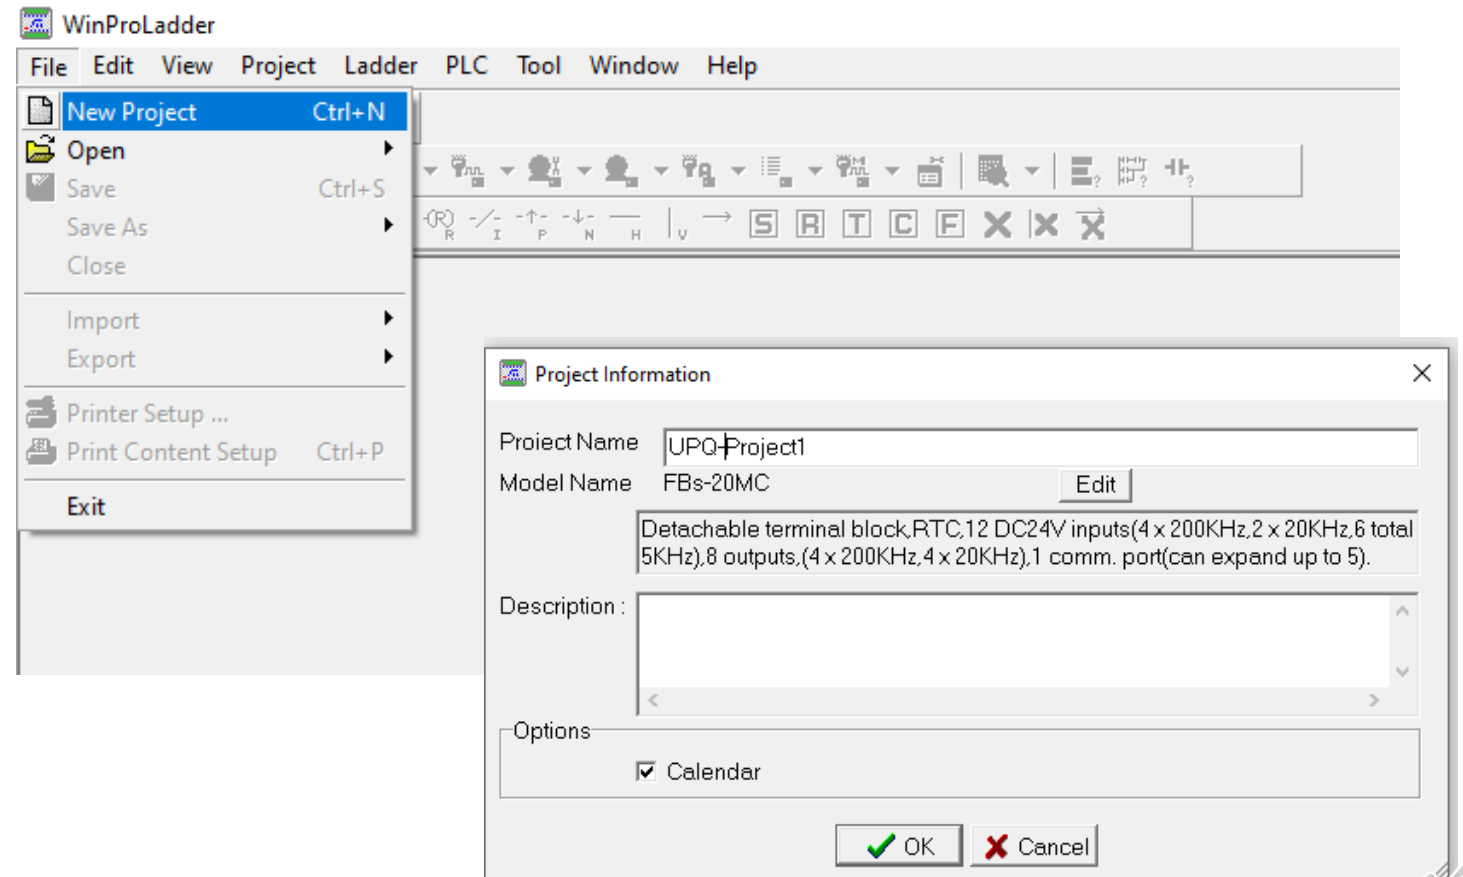 WinProLadder
File Edit View Project Ladder PLC Tool Window Help
New Project Ctrl+N
Open
Save Ctrl+S
Save As
Close
Import
Export
Printer Setup ...
Print Content Setup Ctrl+P
Exit
(R) R I P N H V S R T C F X X X
Project Information
Project Name UPQ-Project1
Model Name FBs-20MC Edit
Detachable terminal block,RTC,12 DC24V inputs(4 x 200KHz,2 x 20KHz,6 total
5KHz),8 outputs,(4 x 200KHz,4 x 20KHz),1 comm. port(can expand up to 5).
Description :
Options
Calendar
OK Cancel